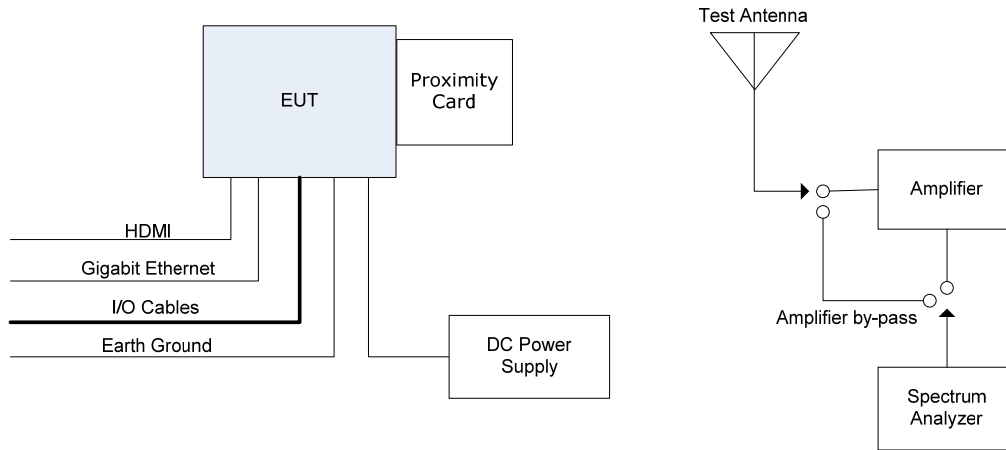 Test Antenna
EUT
Proximity
Card
Amplifier
HDMI
Gigabit Ethernet
I/O Cables
Earth Ground
Amplifier by-pass
DC Power
Supply
Spectrum
Analyzer